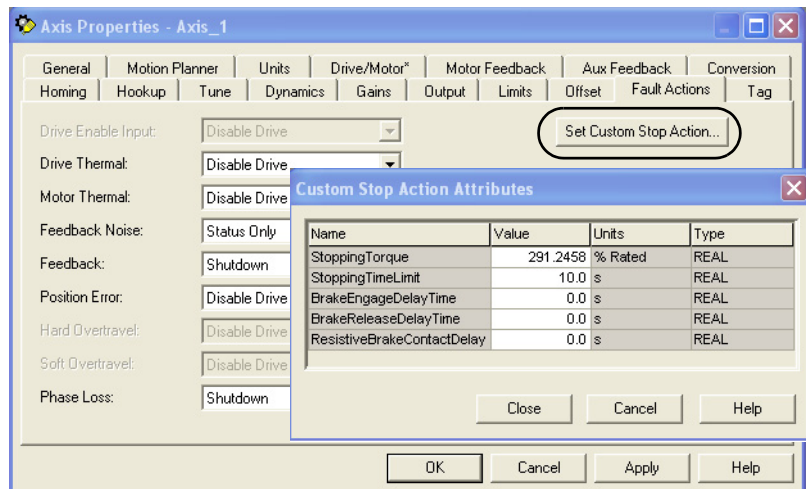 Axis Properties - Axis_1
General Motion Planner Units Drive/Motor* Motor Feedback Aux Feedback Conversion
Homing Hookup Tune Dynamics Gains Output Limits Offset Fault Actions Tag
Drive Enable Input: Disable Drive
Set Custom Stop Action...
Drive Thermal: Disable Drive
Motor Thermal: Disable Drive
Feedback Noise: Status Only
Feedback: Shutdown
Position Error: Disable Drive
Hard Overtravel: Disable Drive
Soft Overtravel: Disable Drive
Phase Loss: Shutdown
Custom Stop Action Attributes
Name Value Units Type
StoppingTorque 291.2458 % Rated REAL
StoppingTimeLimit 10.0 s REAL
BrakeEngageDelayTime 0.0 s REAL
BrakeReleaseDelayTime 0.0 s REAL
ResistiveBrakeContactDelay 0.0 s REAL
Close Cancel Help
OK Cancel Apply Help